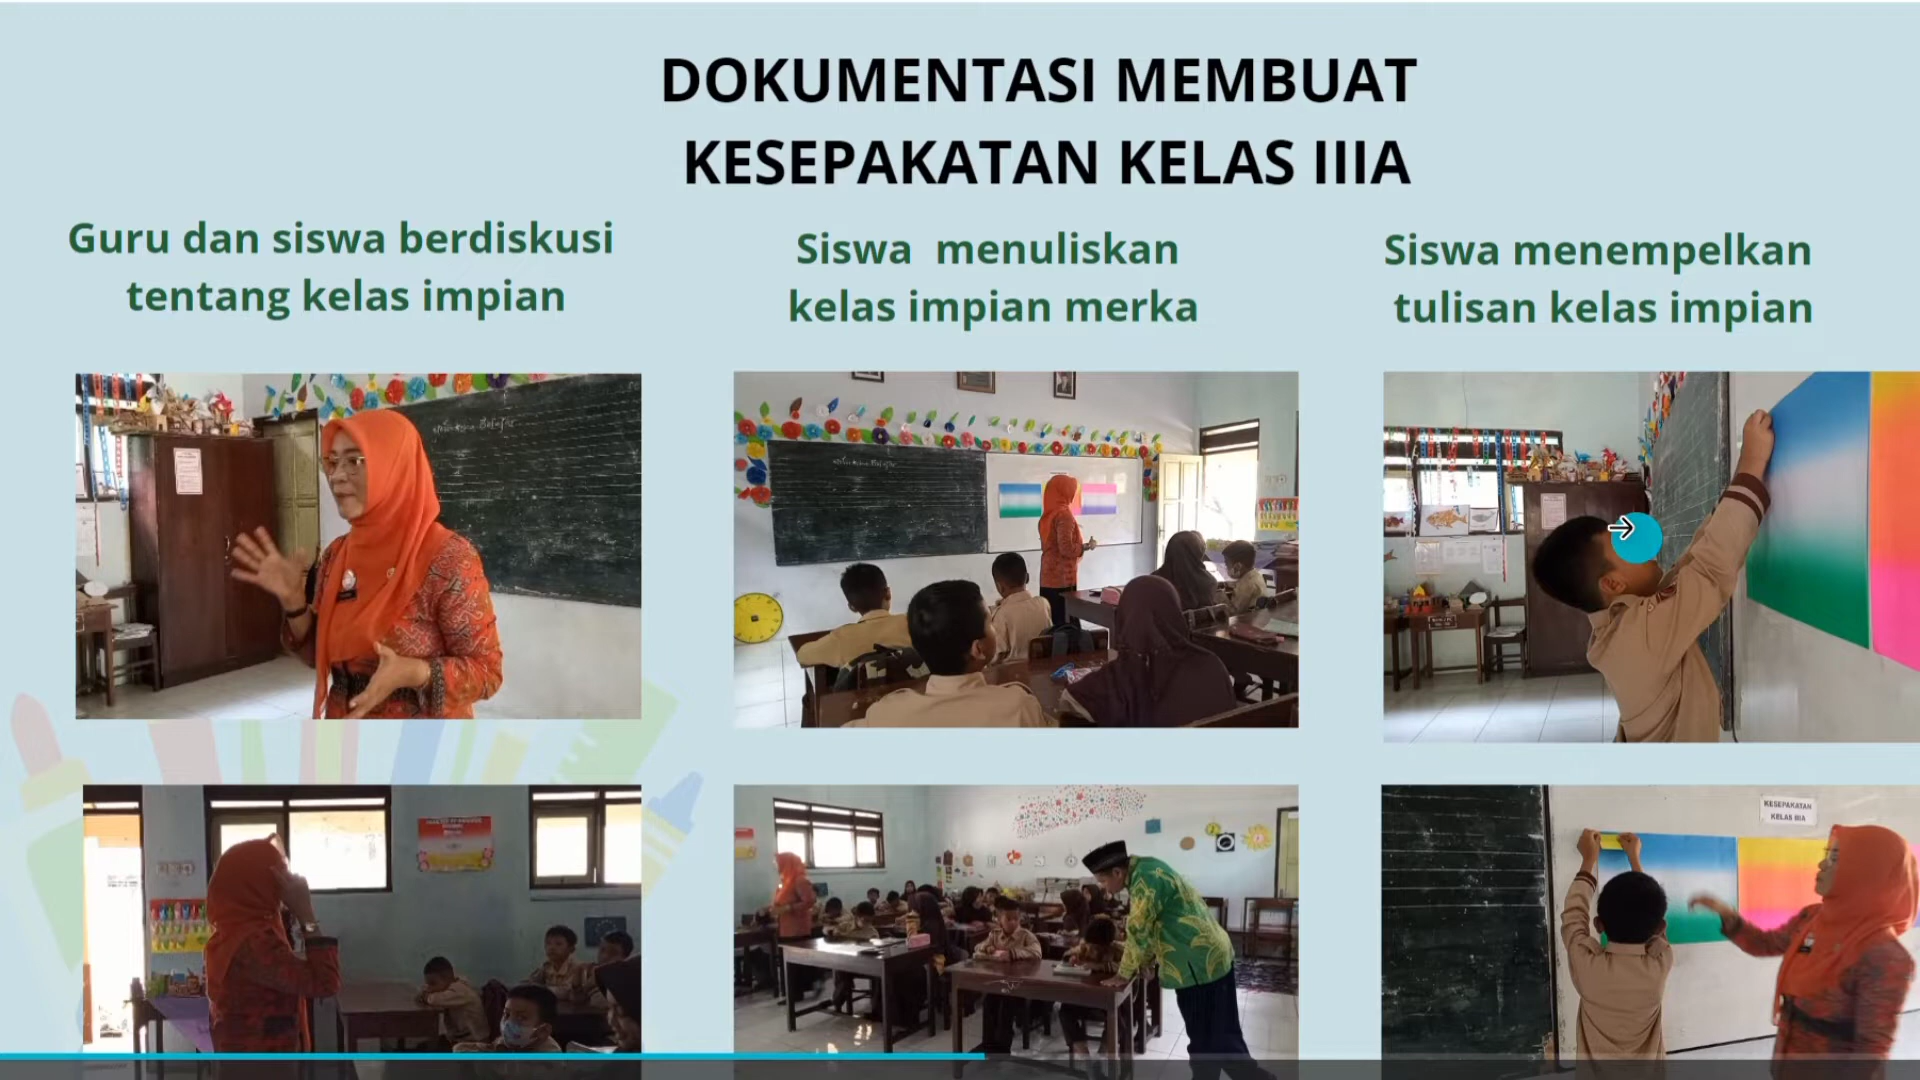 DOKUMENTASI MEMBUAT
KESEPAKATAN KELAS IIIA
Guru dan siswa berdiskusi
tentang kelas impian
Siswa menuliskan
kelas impian merka
Siswa menempelkan
tulisan kelas impian
KESEPAKATAN
KELAS IIIA